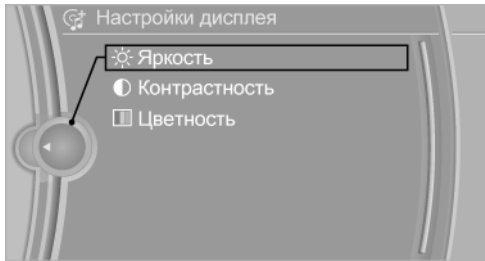 Настройки дисплея
Яркость
Контрастность
Цветность